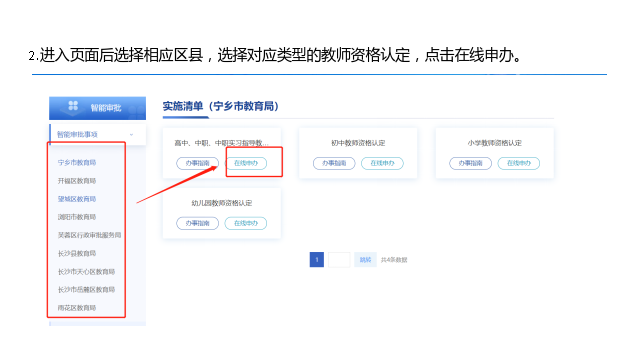 2.进入页面后选择相应区县，选择对应类型的教师资格认定，点击在线申办。
智能审批
智能审批事项
宁乡市教育局
开福区教育局
望城区教育局
浏阳市教育局
芙蓉区行政审批服务局
长沙县教育局
长沙市天心区教育局
长沙市岳麓区教育局
雨花区教育局
实施清单（宁乡市教育局）
高中、中职、中职实习指导教...
办事指南
在线申办
初中教师资格认定
办事指南
在线申办
小学教师资格认定
办事指南
在线申办
幼儿园教师资格认定
办事指南
在线申办
1
跳转
共4条数据